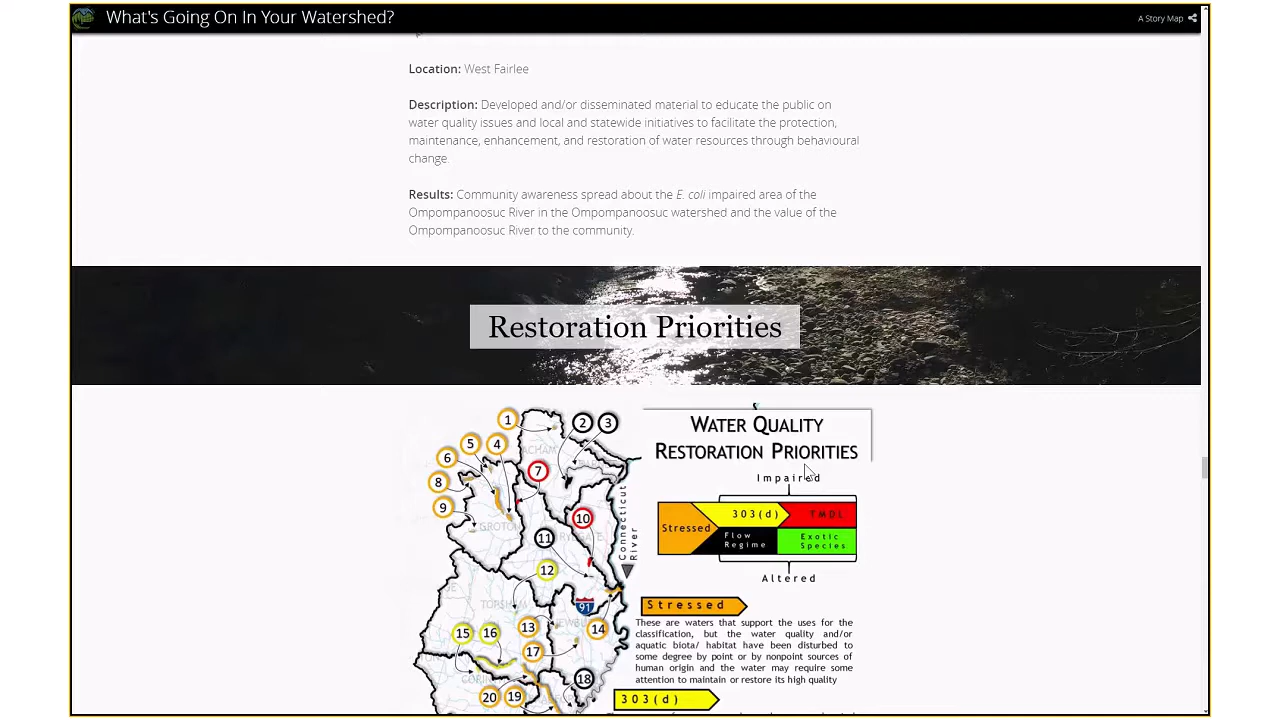 What's Going On In Your Watershed?
A Story Map
Location: West Fairlee
Description: Developed and/or disseminated material to educate the public on
water quality issues and local and statewide initiatives to facilitate the protection,
maintenance, enhancement, and restoration of water resources through behavioural
change.
Results: Community awareness spread about the E. coli impaired area of the
Ompompanoosuc River in the Ompompanoosuc watershed and the value of the
Ompompanoosuc River to the community.
Restoration Priorities
1
2
3
5
4
6
7
8
9
10
11
12
13
14
15
16
17
18
20
19
91
GROTON
TOPSHAM
Connecticut
River
WATER QUALITY
RESTORATION PRIORITIES
Impaired
Stressed
303(d)
TMDL
Flow
Regime
Exotic
Species
Altered
Stressed
These are waters that support the uses for the
classification, but the water quality and/or
aquatic biota/ habitat have been disturbed to
some degree by point or by nonpoint sources of
human origin and the water may require some
attention to maintain or restore its high quality
303(d)